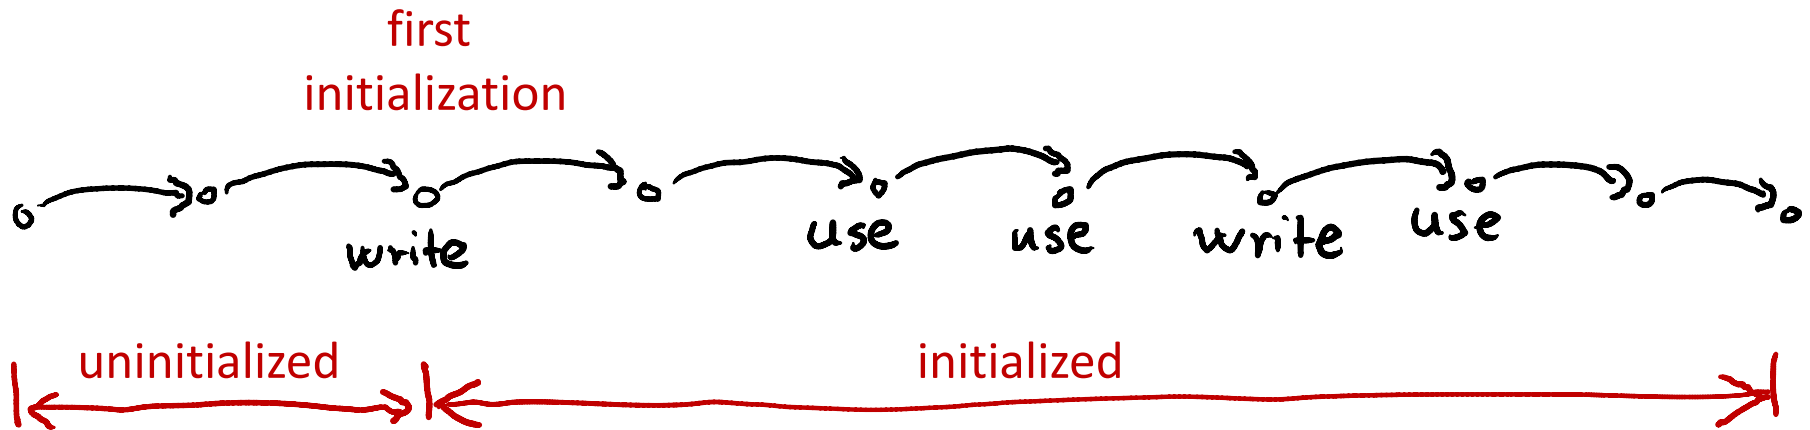 first
initialization
write
use
use
write
use
uninitialized
initialized